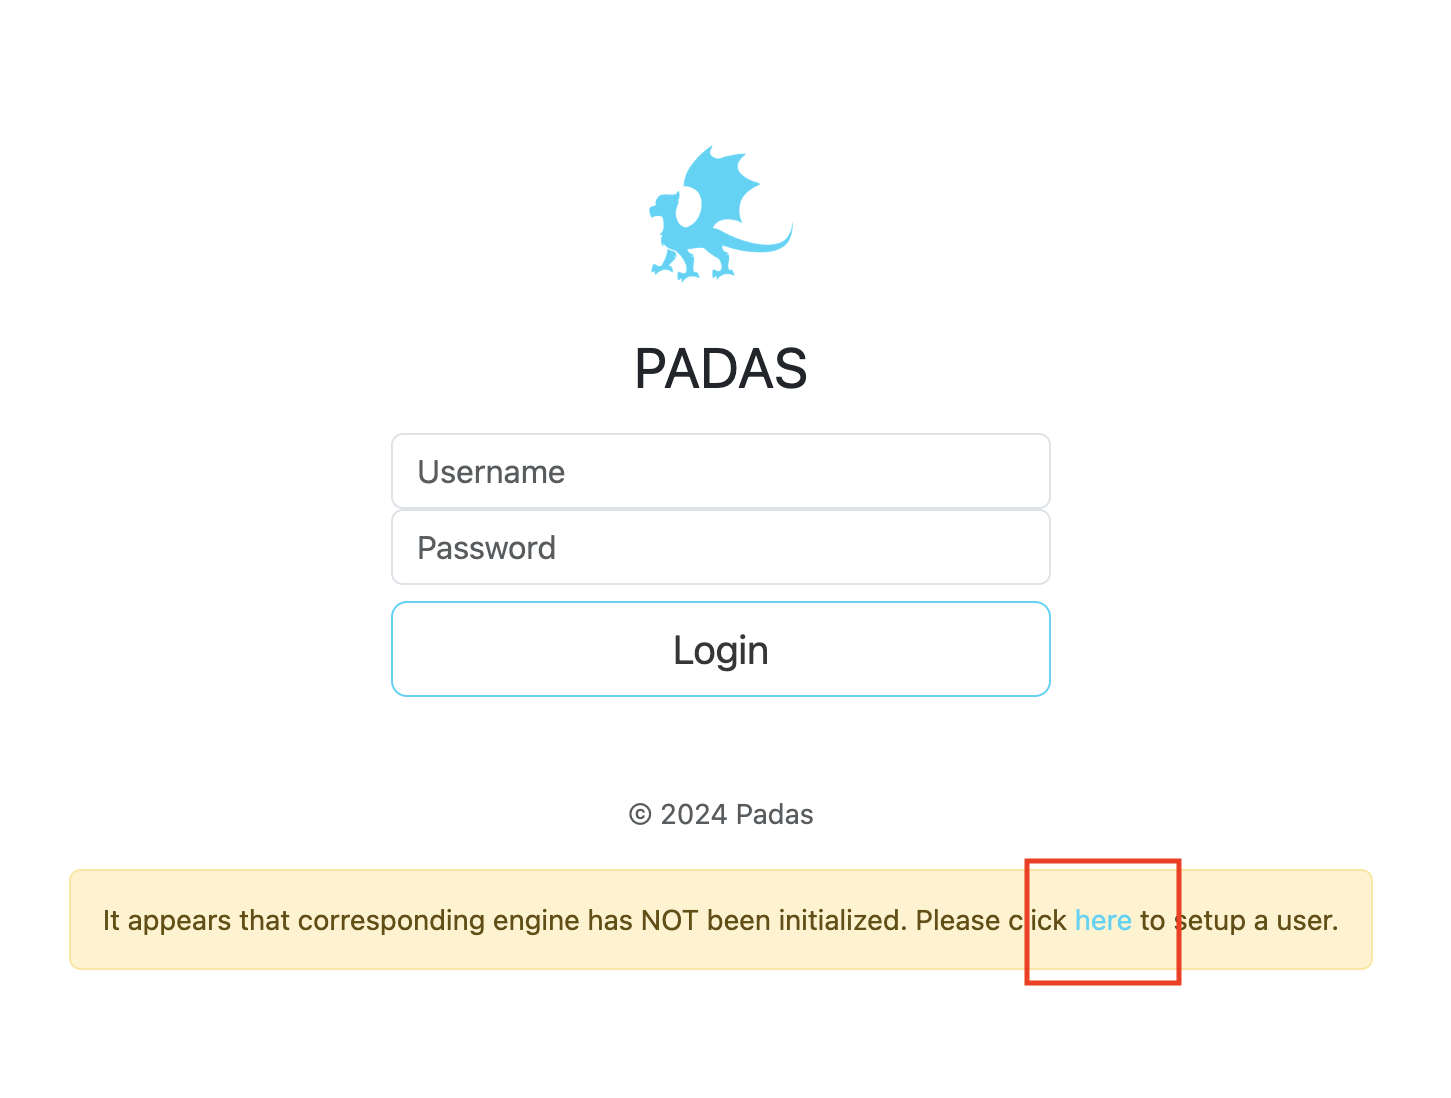 PADAS
Username
Password
Login
© 2024 Padas
It appears that corresponding engine has NOT been initialized. Please click here to setup a user.